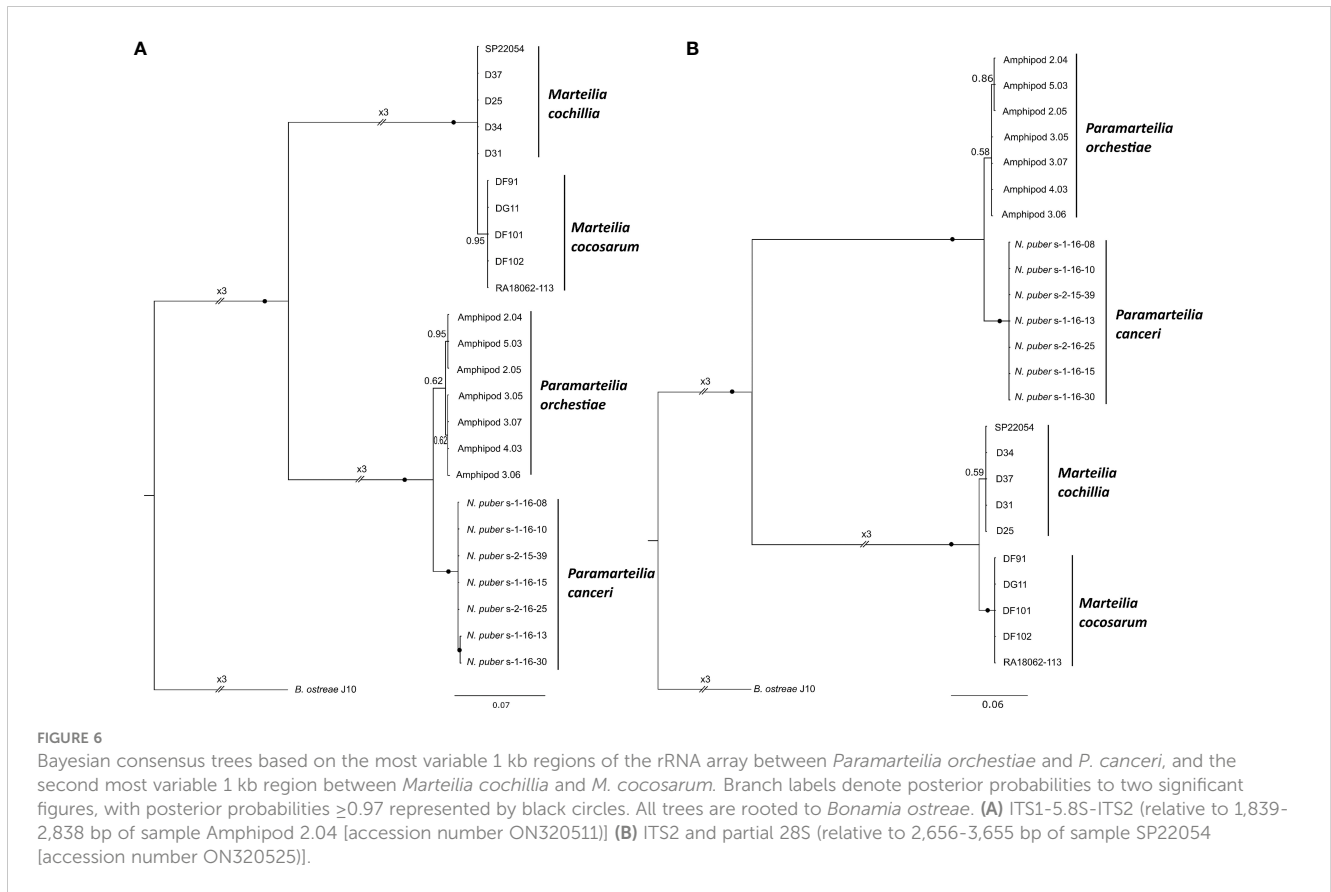 A
SP22054
D37
D25
D34
D31
Marteilia
cochillia
x3
DF91
DG11
DF101
DF102
RA18062-113
0.95
Marteilia
cocosarum
x3
Amphipod 2.04
Amphipod 5.03
Amphipod 2.05
Amphipod 3.05
Amphipod 3.07
Amphipod 4.03
Amphipod 3.06
0.95
0.62
0.62
Paramarteilia
orchestiae
x3
N. puber s-1-16-08
N. puber s-1-16-10
N. puber s-2-15-39
N. puber s-1-16-15
N. puber s-2-16-25
N. puber s-1-16-13
N. puber s-1-16-30
Paramarteilia
canceri
x3
B. ostreae J10
0.07
B
Amphipod 2.04
Amphipod 5.03
Amphipod 2.05
Amphipod 3.05
Amphipod 3.07
Amphipod 4.03
Amphipod 3.06
0.86
0.58
Paramarteilia
orchestiae
N. puber s-1-16-08
N. puber s-1-16-10
N. puber s-2-15-39
N. puber s-1-16-13
N. puber s-2-16-25
N. puber s-1-16-15
N. puber s-1-16-30
Paramarteilia
canceri
x3
SP22054
D34
D37
D31
D25
0.59
Marteilia
cochillia
x3
DF91
DG11
DF101
DF102
RA18062-113
Marteilia
cocosarum
x3
B. ostreae J10
0.06
FIGURE 6
Bayesian consensus trees based on the most variable 1 kb regions of the rRNA array between Paramarteilia orchestiae and P. canceri, and the
second most variable 1 kb region between Marteilia cochillia and M. cocosarum. Branch labels denote posterior probabilities to two significant
figures, with posterior probabilities ≥0.97 represented by black circles. All trees are rooted to Bonamia ostreae. (A) ITS1-5.8S-ITS2 (relative to 1,839-
2,838 bp of sample Amphipod 2.04 [accession number ON320511)] (B) ITS2 and partial 28S (relative to 2,656-3,655 bp of sample SP22054
[accession number ON320525)].